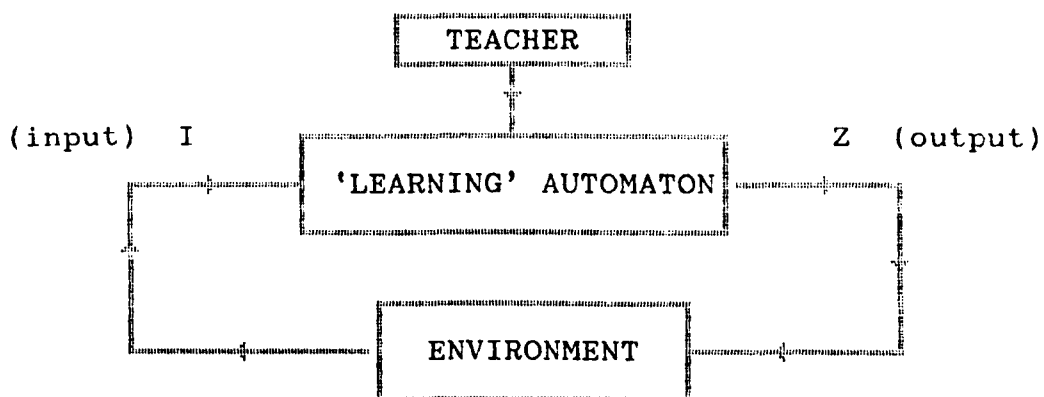 TEACHER
(input) I
Z (output)
‘LEARNING’ AUTOMATON
ENVIRONMENT